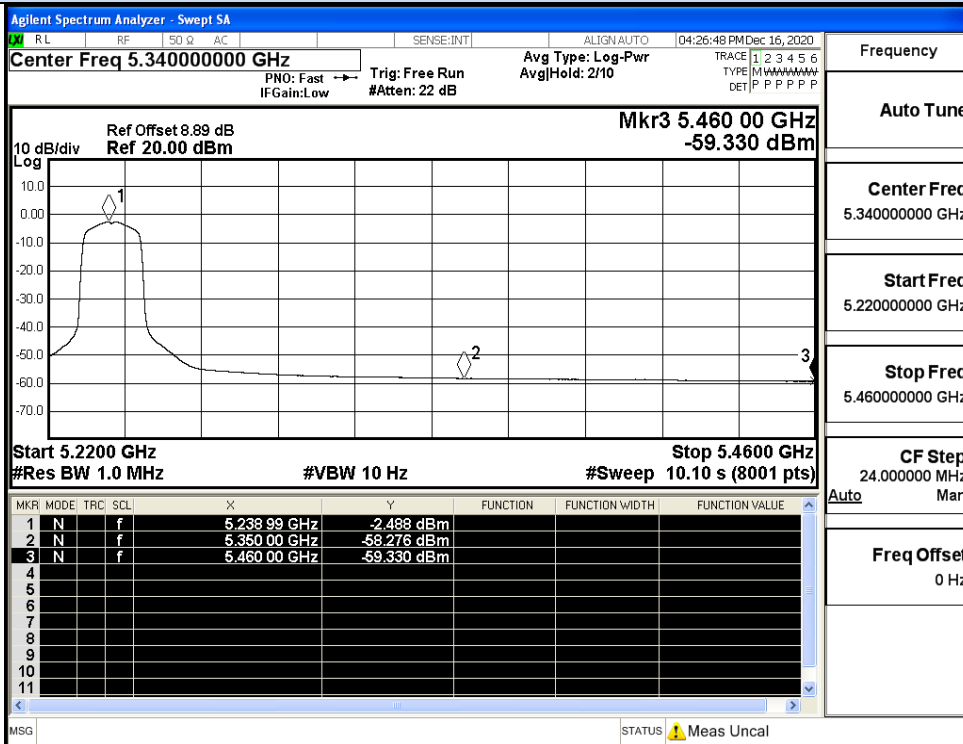 Agilent Spectrum Analyzer - Swept SA
LXI RL RF 50 Ω AC SENSE:INT ALIGN AUTO 04:26:48 PM Dec 16, 2020
Center Freq 5.340000000 GHz
PNO: Fast
IFGain:Low
Trig: Free Run
#Atten: 22 dB
Avg Type: Log-Pwr
Avg|Hold: 2/10
TRACE 1 2 3 4 5 6
TYPE M W W W W W
DET P P P P P P
Mkr3 5.460 00 GHz
-59.330 dBm
Ref Offset 8.89 dB
10 dB/div Ref 20.00 dBm
Log
10.0
0.00
-10.0
-20.0
-30.0
-40.0
-50.0
-60.0
-70.0
1
2
3
Start 5.2200 GHz Stop 5.4600 GHz
#Res BW 1.0 MHz #VBW 10 Hz #Sweep 10.10 s (8001 pts)
MKR MODE TRC SCL X Y FUNCTION FUNCTION WIDTH FUNCTION VALUE
1 N f 5.238 99 GHz -2.488 dBm
2 N f 5.350 00 GHz -58.276 dBm
3 N f 5.460 00 GHz -59.330 dBm
4
5
6
7
8
9
10
11
MSG STATUS Meas Uncal
Frequency
Auto Tune
Center Freq
5.340000000 GHz
Start Freq
5.220000000 GHz
Stop Freq
5.460000000 GHz
CF Step
24.000000 MHz
Auto Man
Freq Offset
0 Hz